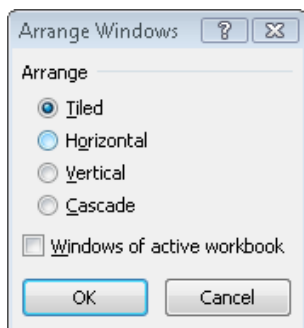 Arrange Windows
Arrange
Tiled
Horizontal
Vertical
Cascade
Windows of active workbook
OK Cancel